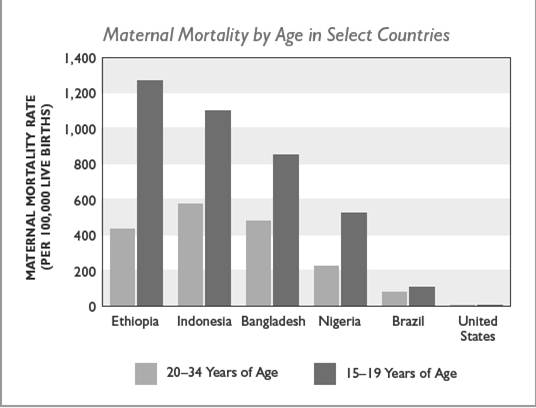 Maternal Mortality by Age in Select Countries
MATERNAL MORTALITY RATE
(PER 100,000 LIVE BIRTHS)
1,400
1,200
1,000
800
600
400
200
0
Ethiopia
Indonesia
Bangladesh
Nigeria
Brazil
United
States
20–34 Years of Age
15–19 Years of Age